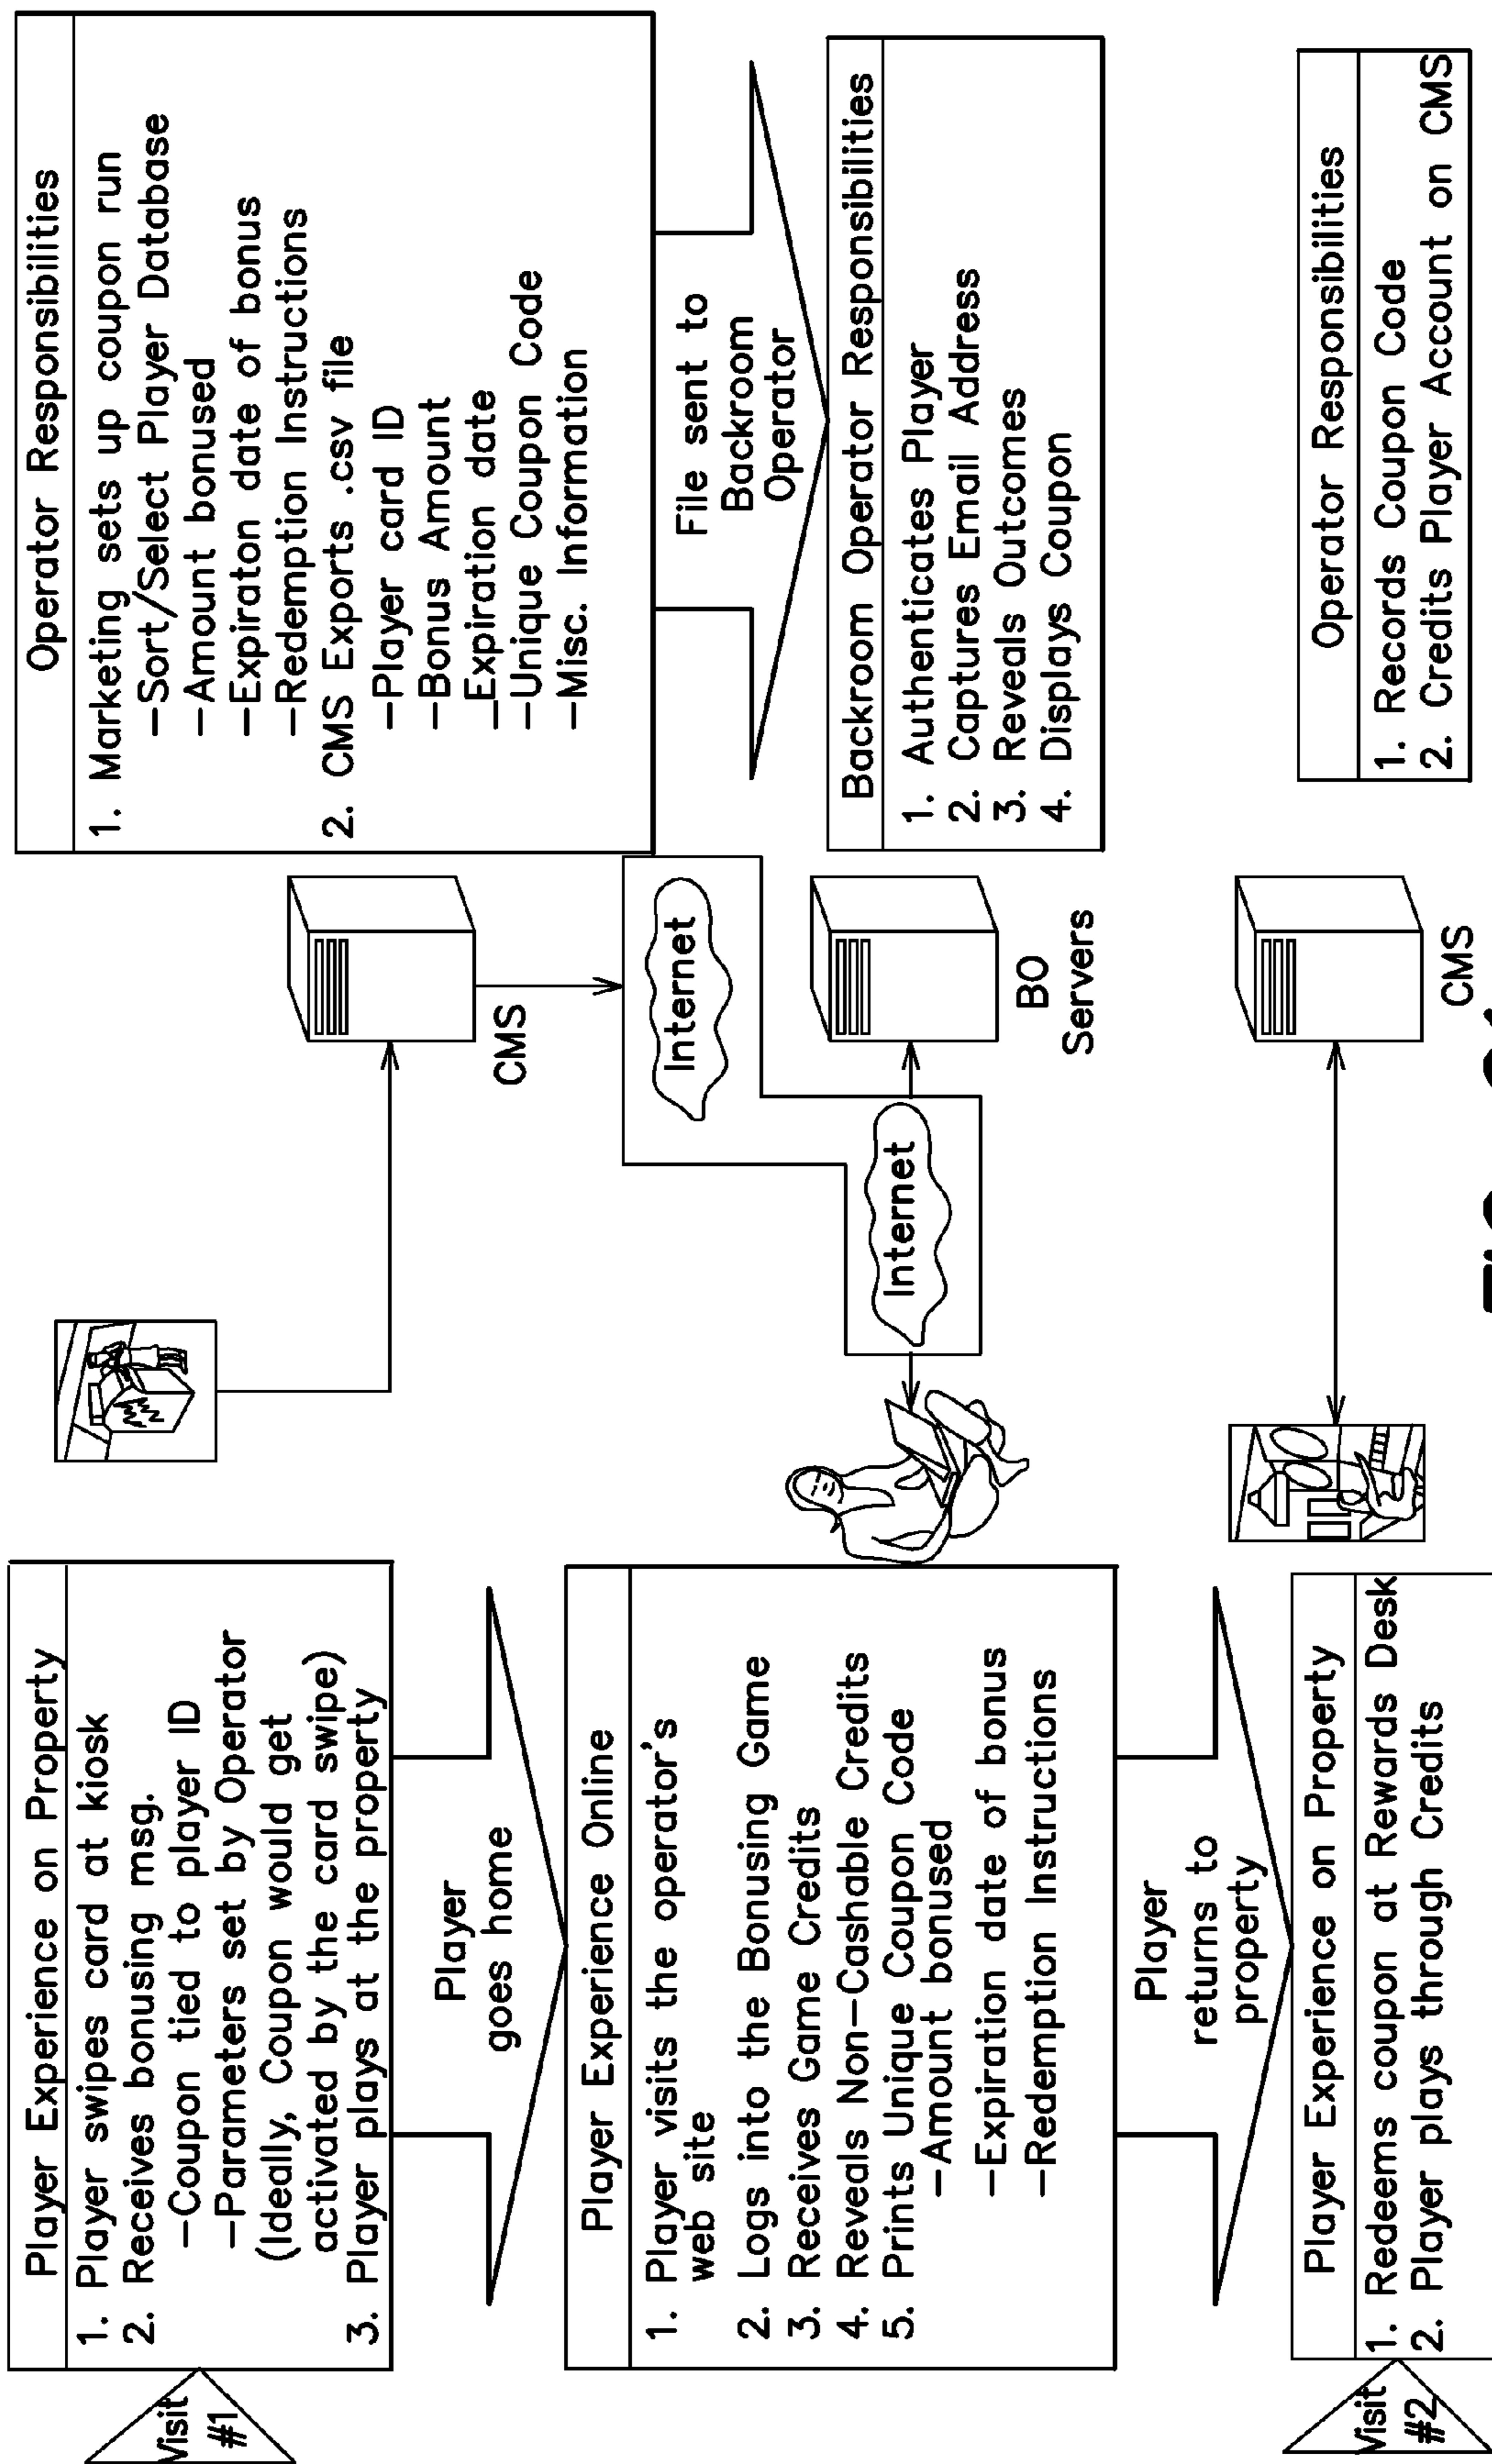 Visit
#1
Player Experience on Property
1. Player swipes card at kiosk
2. Receives bonusing msg.
-Coupon tied to player ID
-Parameters set by Operator
(Ideally, Coupon would get
activated by the card swipe)
3. Player plays at the property
Player
goes home
Player Experience Online
1. Player visits the operator's
web site
2. Logs into the Bonusing Game
3. Receives Game Credits
4. Reveals Non-Cashable Credits
5. Prints Unique Coupon Code
-Amount bonused
-Expiration date of bonus
-Redemption Instructions
Player
returns to
property
Visit
#2
Player Experience on Property
1. Redeems coupon at Rewards Desk
2. Player plays through Credits
CMS
Internet
Internet
BO
Servers
CMS
Operator Responsibilities
1. Marketing sets up coupon run
-Sort/Select Player Database
-Amount bonused
-Expiraton date of bonus
-Redemption Instructions
2. CMS Exports .csv file
-Player card ID
-Bonus Amount
-Expiration date
-Unique Coupon Code
-Misc. Information
File sent to
Backroom
Operator
Backroom Operator Responsibilities
1. Authenticates Player
2. Captures Email Address
3. Reveals Outcomes
4. Displays Coupon
Operator Responsibilities
1. Records Coupon Code
2. Credits Player Account on CMS